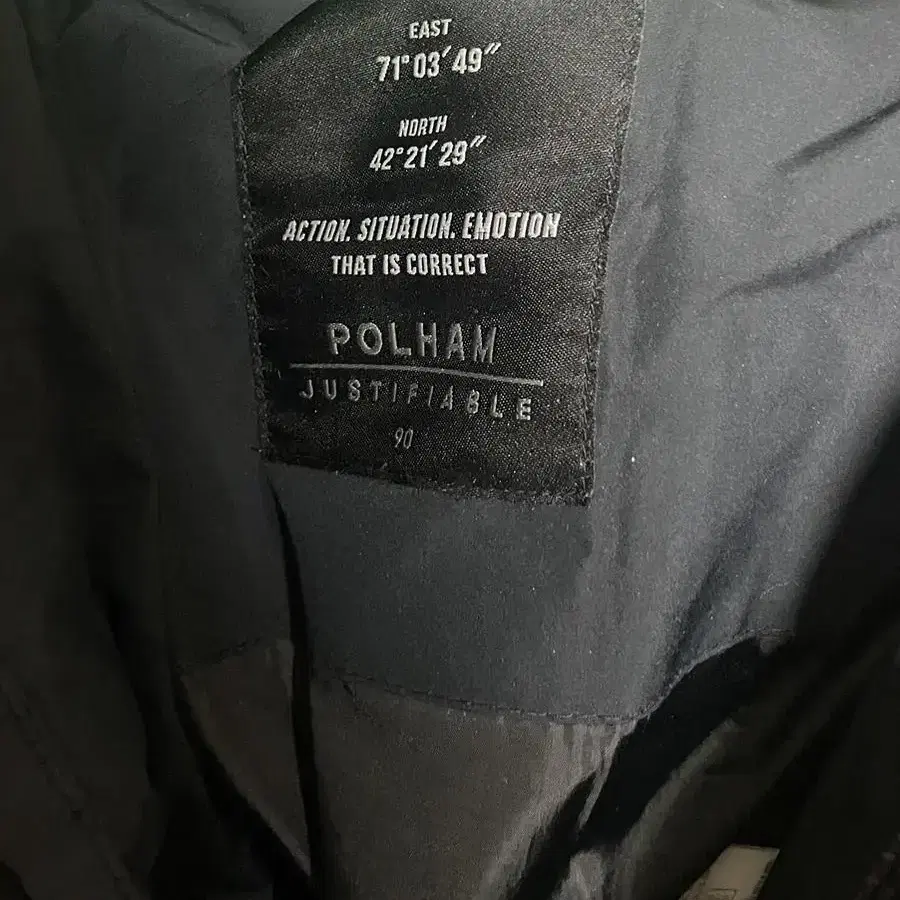 EAST
71°03′49″
NORTH
42°21′29″
ACTION. SITUATION. EMOTION
THAT IS CORRECT
POLHAM
JUSTIFIABLE
90